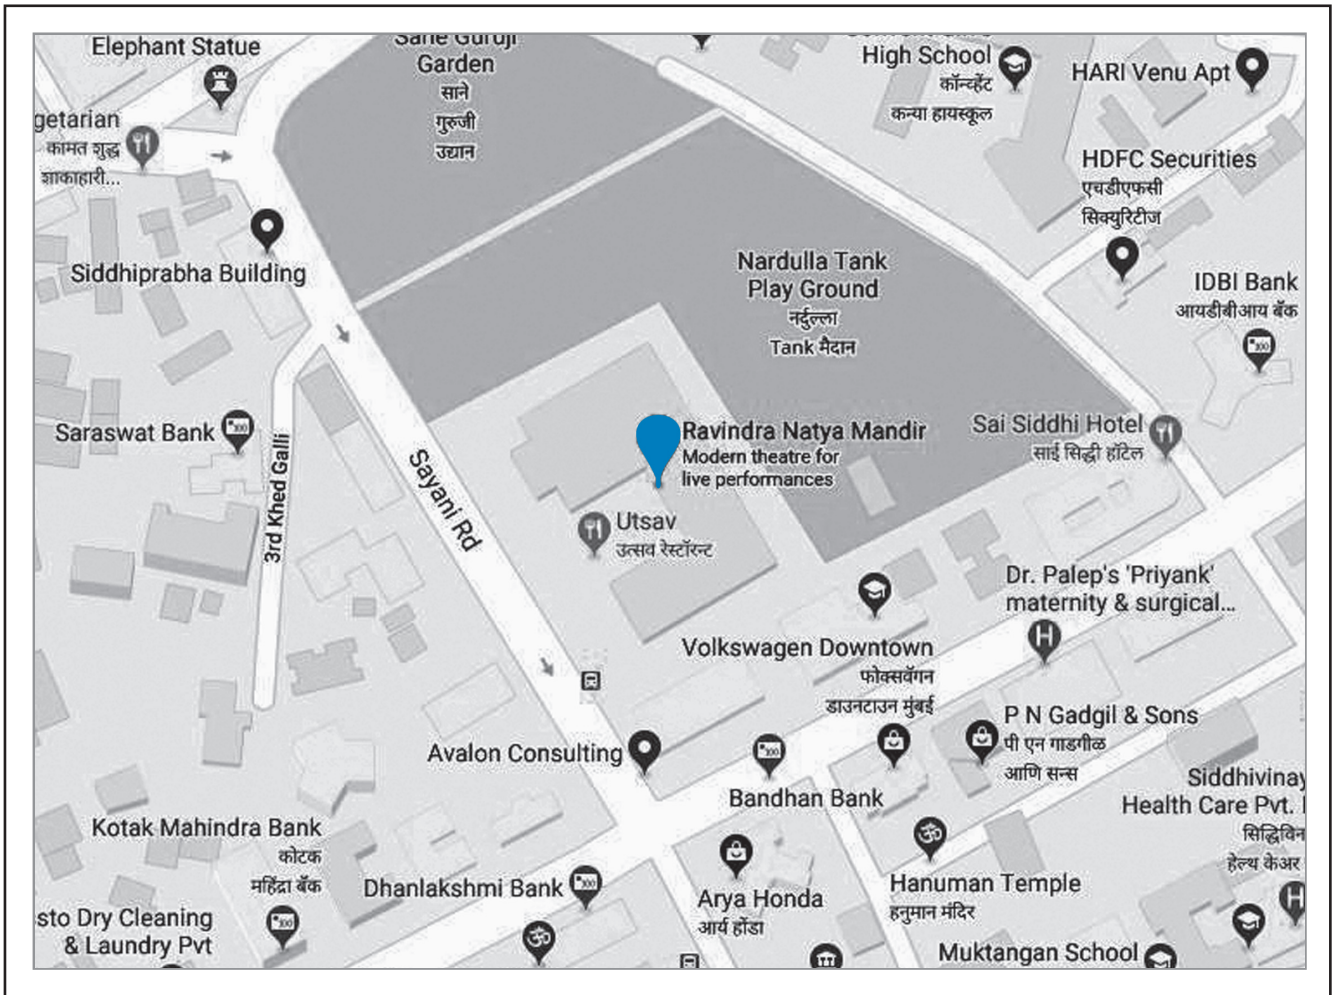 Elephant Statue
Sane Guruji
Garden
साने
गुरुजी
उद्यान
High School
कॉन्व्हेंट
कन्या हायस्कूल
HARI Venu Apt
getarian
कामत शुद्ध
शाकाहारी...
HDFC Securities
एचडीएफसी
सिक्युरिटीज
Siddhiprabha Building
Nardulla Tank
Play Ground
नर्दुल्ला
Tank मैदान
IDBI Bank
आयडीबीआय बँक
Saraswat Bank
3rd Khed Galli
Sayani Rd
Ravindra Natya Mandir
Modern theatre for
live performances
Sai Siddhi Hotel
साई सिद्धी हॉटेल
Utsav
उत्सव रेस्टॉरन्ट
Dr. Palep's 'Priyank'
maternity & surgical...
Volkswagen Downtown
फोक्सवॅगन
डाउनटाउन मुंबई
P N Gadgil & Sons
पी एन गाडगीळ
आणि सन्स
Avalon Consulting
Bandhan Bank
Siddhivinay
Health Care Pvt.
सिद्धिविन
हेल्थ केअर
Kotak Mahindra Bank
कोटक
महिंद्रा बँक
Dhanlakshmi Bank
Arya Honda
आर्य होंडा
Hanuman Temple
हनुमान मंदिर
sto Dry Cleaning
& Laundry Pvt
Muktangan School